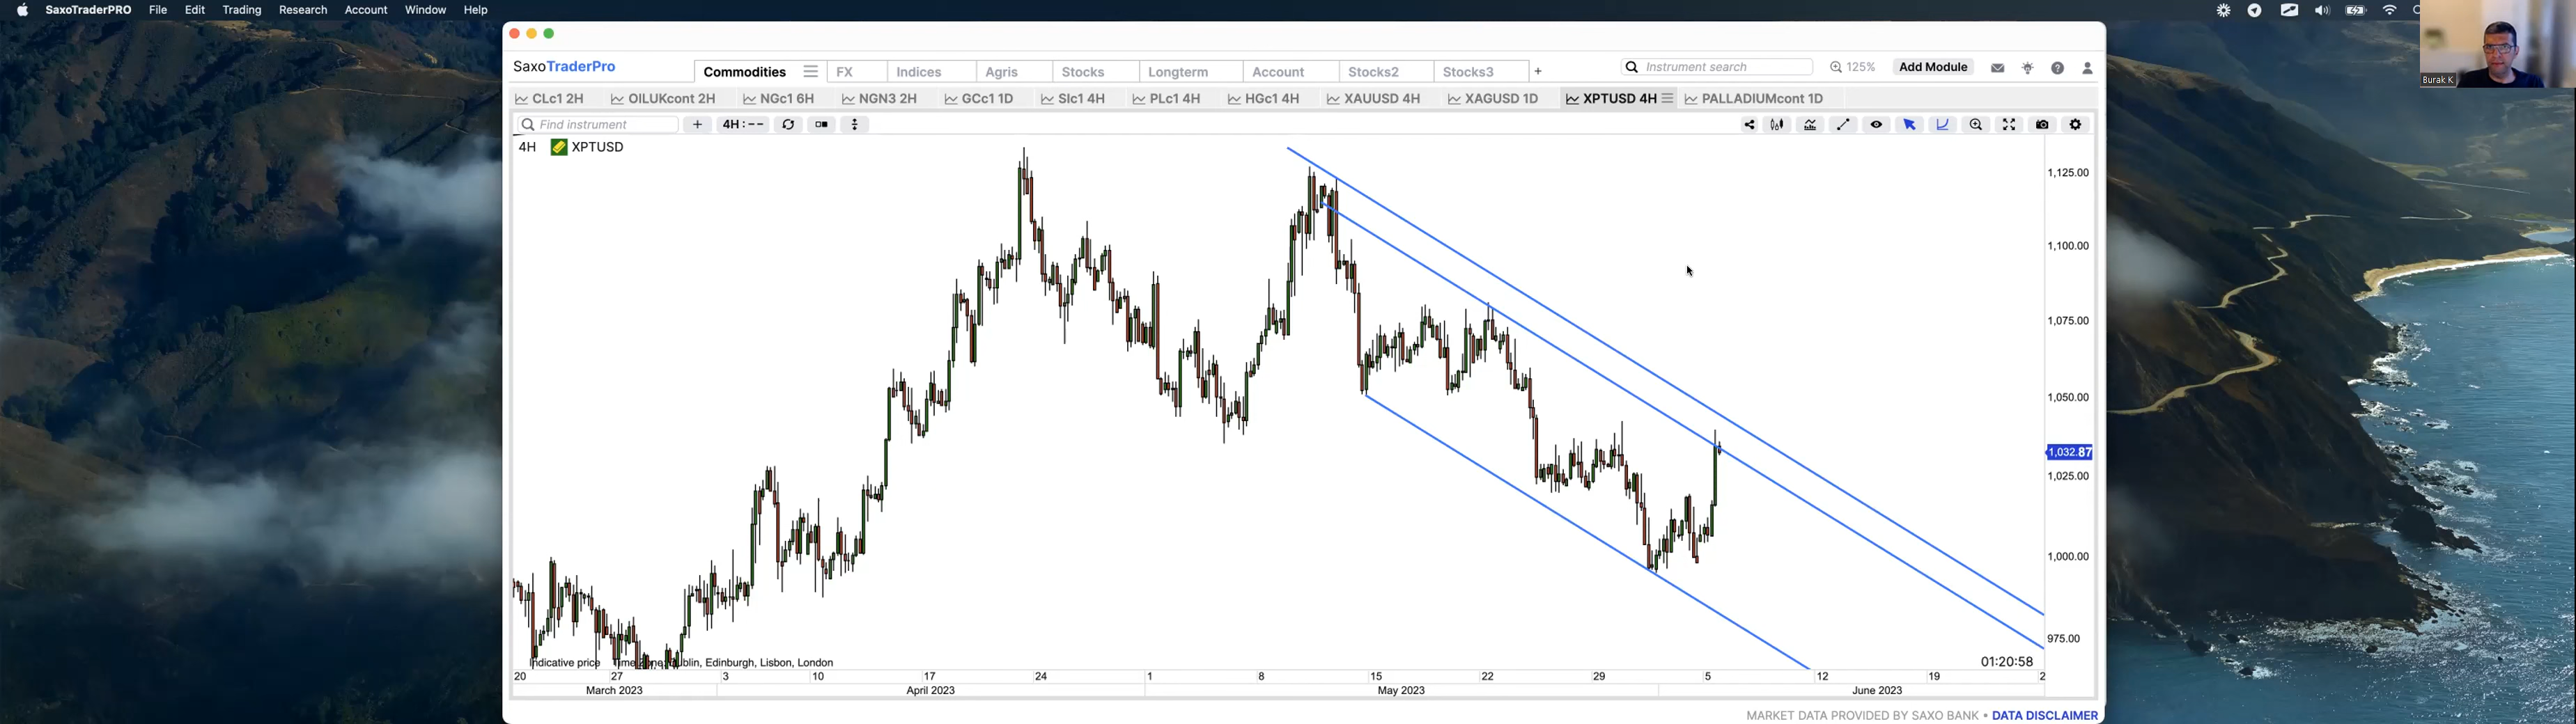 SaxoTraderPRO File Edit Trading Research Account Window Help
Burak K
SaxoTraderPro
Commodities FX Indices Agris Stocks Longterm Account Stocks2 Stocks3 +
Instrument search 125% Add Module
CLc1 2H OILUKcont 2H NGc1 6H NGN3 2H GCc1 1D SIc1 4H PLc1 4H HGc1 4H XAUUSD 4H XAGUSD 1D XPTUSD 4H PALLADIUMcont 1D
Find instrument + 4H : --
4H XPTUSD
1,125.00
1,100.00
1,075.00
1,050.00
1,032.87
1,025.00
1,000.00
975.00
Indicative price Time Zone: Dublin, Edinburgh, Lisbon, London
01:20:58
20 27 3 10 17 24 1 8 15 22 29 5 12 19 2
March 2023 April 2023 May 2023 June 2023
MARKET DATA PROVIDED BY SAXO BANK • DATA DISCLAIMER